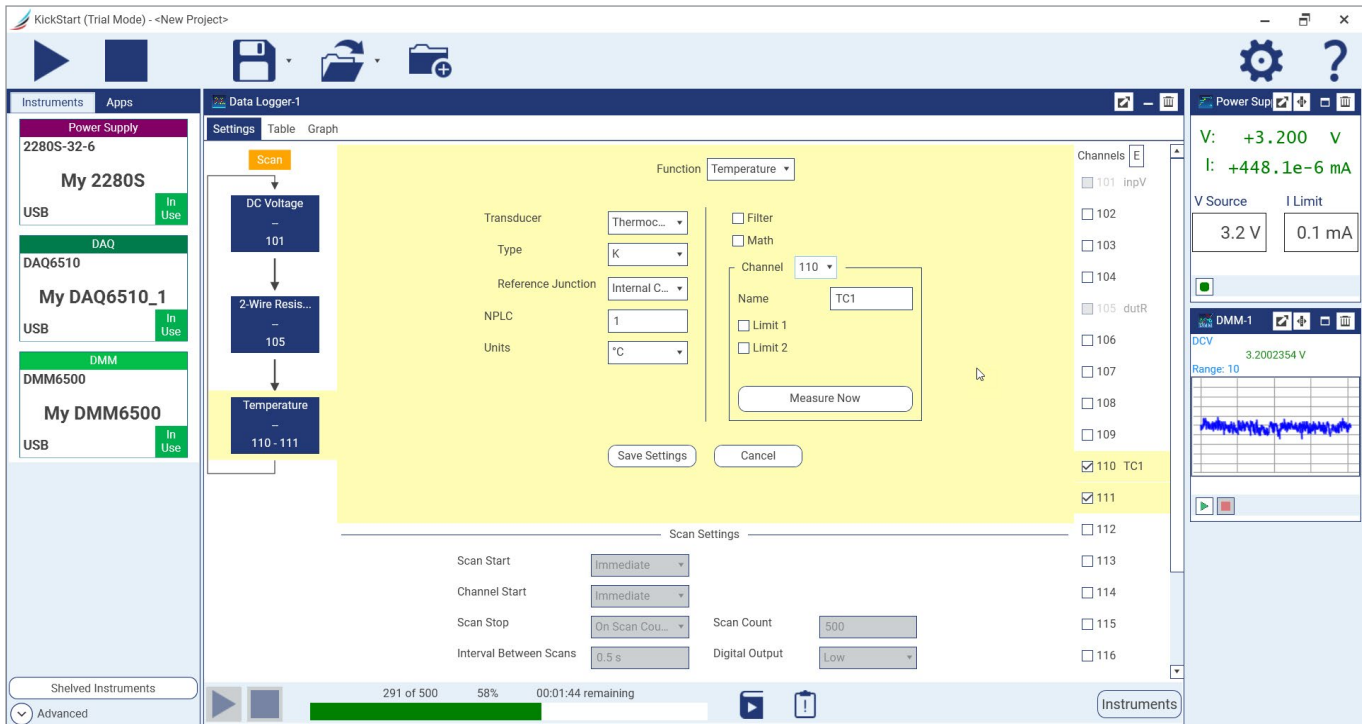 KickStart (Trial Mode) - <New Project>
Instruments Apps
Power Supply
2280S-32-6
My 2280S
USB
In Use
DAQ
DAQ6510
My DAQ6510_1
USB
In Use
DMM
DMM6500
My DMM6500
USB
In Use
Shelved Instruments
Advanced
Data Logger-1
Settings Table Graph
Scan
DC Voltage
–
101
2-Wire Resis...
–
105
Temperature
–
110 - 111
Function Temperature
Transducer Thermoc...
Type K
Reference Junction Internal C...
NPLC 1
Units °C
Filter
Math
Channel 110
Name TC1
Limit 1
Limit 2
Measure Now
Save Settings Cancel
Channels E
101 inpV
102
103
104
105 dutR
106
107
108
109
110 TC1
111
112
113
114
115
116
Scan Settings
Scan Start Immediate
Channel Start Immediate
Scan Stop On Scan Cou... Scan Count 500
Interval Between Scans 0.5 s Digital Output Low
291 of 500 58% 00:01:44 remaining
Instruments
Power Sup
V: +3.200 V
I: +448.1e-6 mA
V Source I Limit
3.2 V 0.1 mA
DMM-1
DCV
3.2002354 V
Range: 10